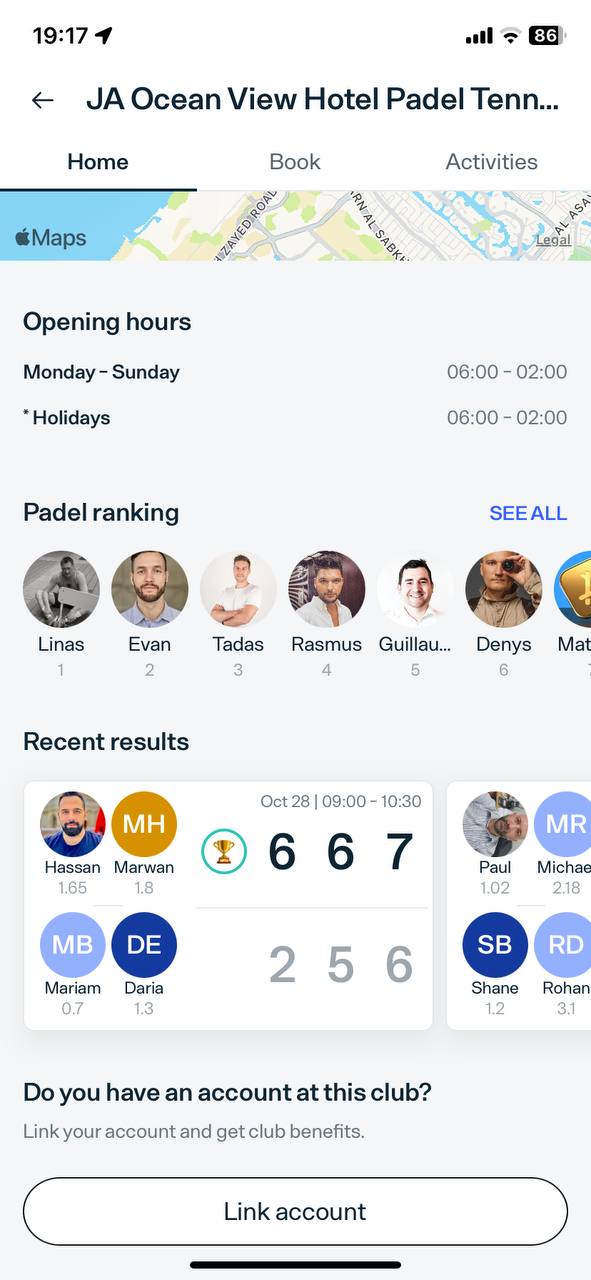 19:17
86
JA Ocean View Hotel Padel Tenn...
Home Book Activities
Maps
ZAYED ROAD
RN AL SABKH
AL ASA
Legal
Opening hours
Monday – Sunday 06:00 – 02:00
* Holidays 06:00 – 02:00
Padel ranking SEE ALL
Linas Evan Tadas Rasmus Guillau... Denys Mat
1 2 3 4 5 6 7
Recent results
Oct 28 | 09:00 – 10:30
MH MR
Hassan Marwan 6 6 7 Paul Michae
1.65 1.8 1.02 2.18
MB DE 2 5 6 SB RD
Mariam Daria Shane Rohan
0.7 1.3 1.2 3.1
Do you have an account at this club?
Link your account and get club benefits.
Link account